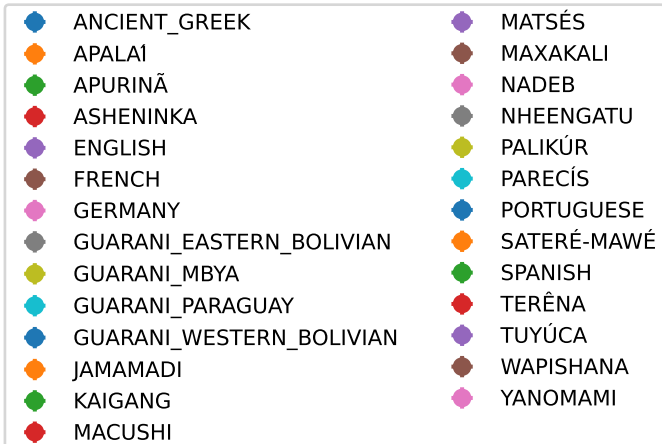 ANCIENT_GREEK
APALAÍ
APURINÃ
ASHENINKA
ENGLISH
FRENCH
GERMANY
GUARANI_EASTERN_BOLIVIAN
GUARANI_MBYA
GUARANI_PARAGUAY
GUARANI_WESTERN_BOLIVIAN
JAMAMADI
KAIGANG
MACUSHI
MATSÉS
MAXAKALI
NADEB
NHEENGATU
PALIKÚR
PARECÍS
PORTUGUESE
SATERÉ-MAWÉ
SPANISH
TERÊNA
TUYÚCA
WAPISHANA
YANOMAMI